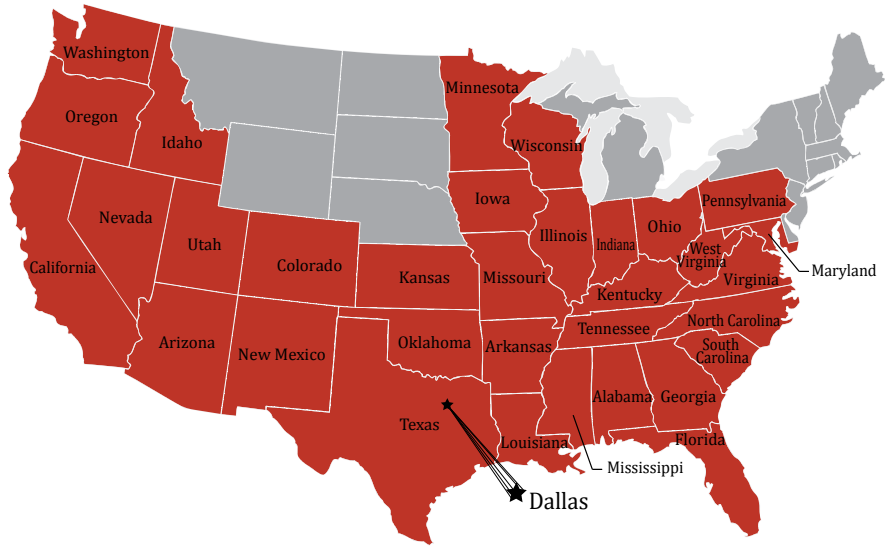 Washington
Minnesota
Oregon
Idaho
Wisconsin
Iowa
Pennsylvania
Nevada
Ohio
Illinois
Indiana
Utah
West
Virginia
Maryland
California
Colorado
Kansas
Missouri
Virginia
Kentucky
North Carolina
Tennessee
Arizona
New Mexico
Oklahoma
Arkansas
South
Carolina
Alabama
Georgia
Texas
Louisiana
Florida
Mississippi
Dallas